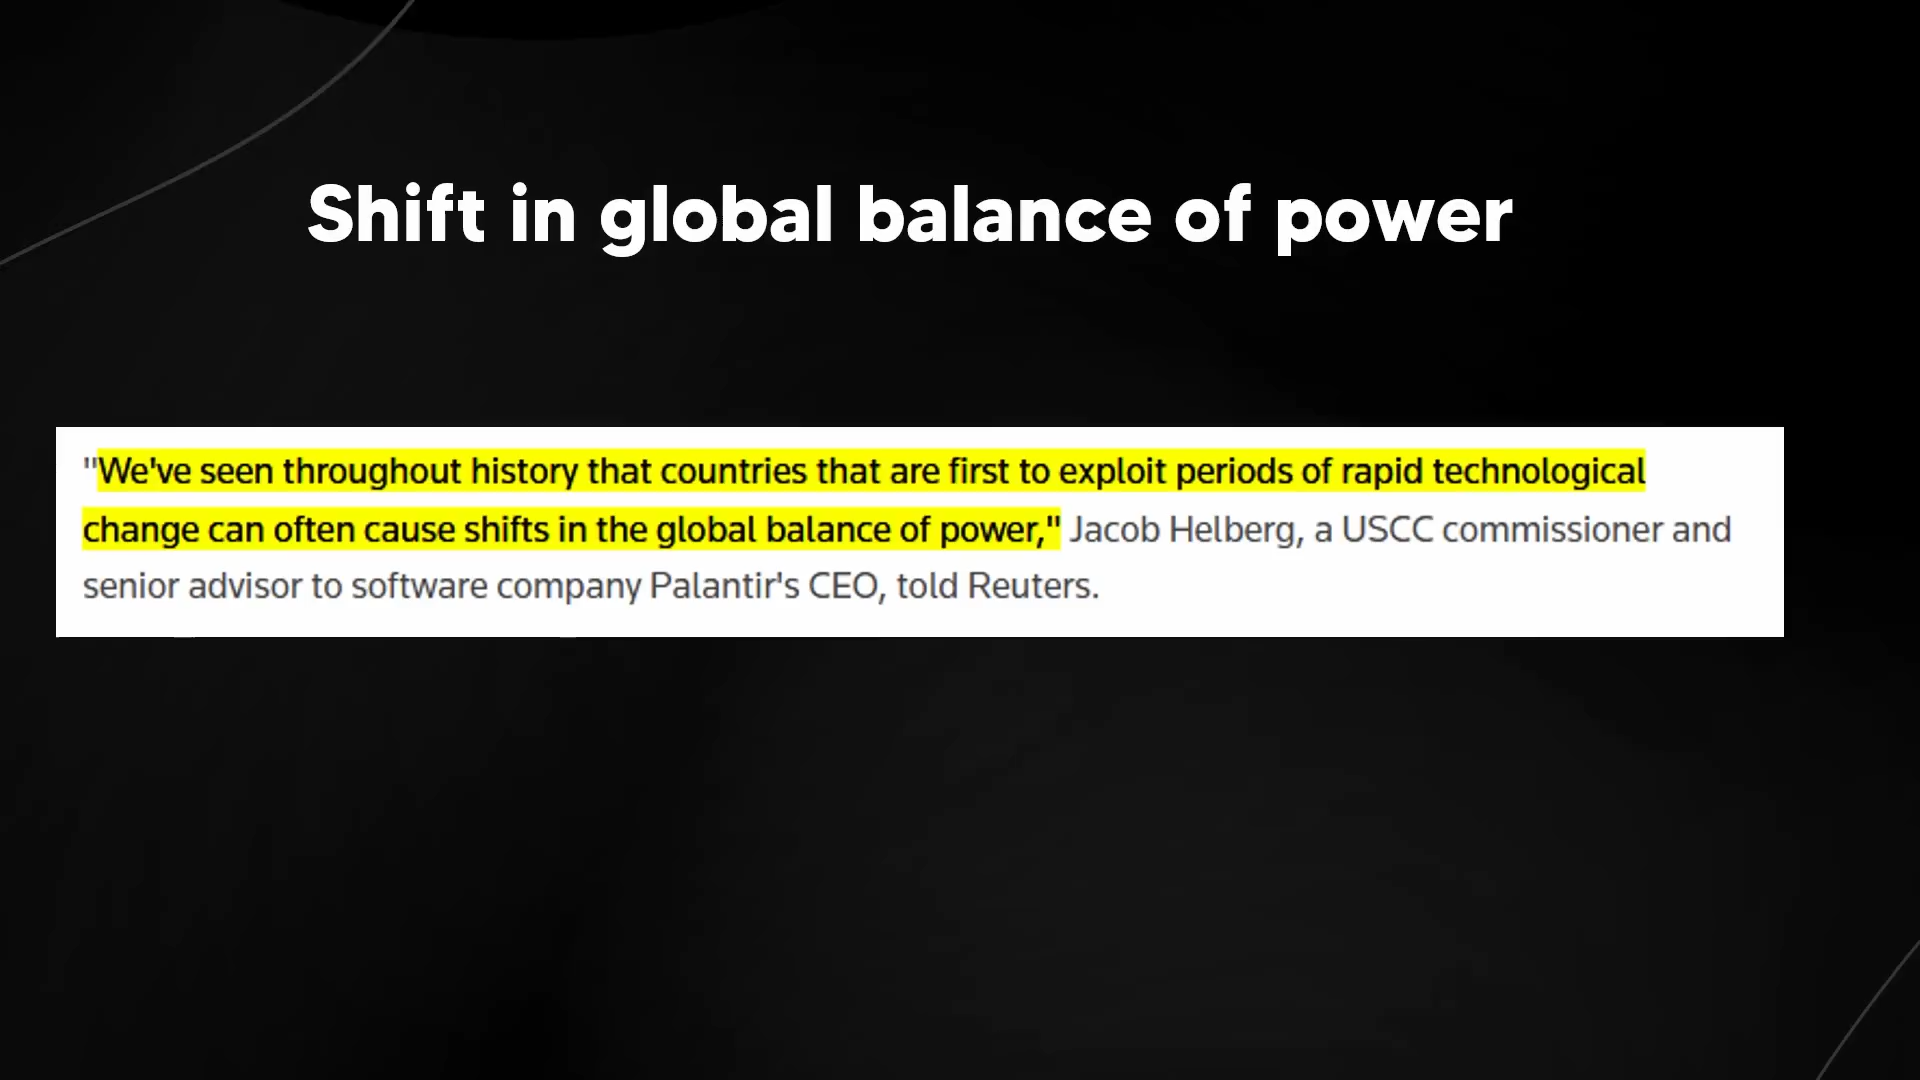 Shift in global balance of power
"We've seen throughout history that countries that are first to exploit periods of rapid technological
change can often cause shifts in the global balance of power," Jacob Helberg, a USCC commissioner and
senior advisor to software company Palantir's CEO, told Reuters.